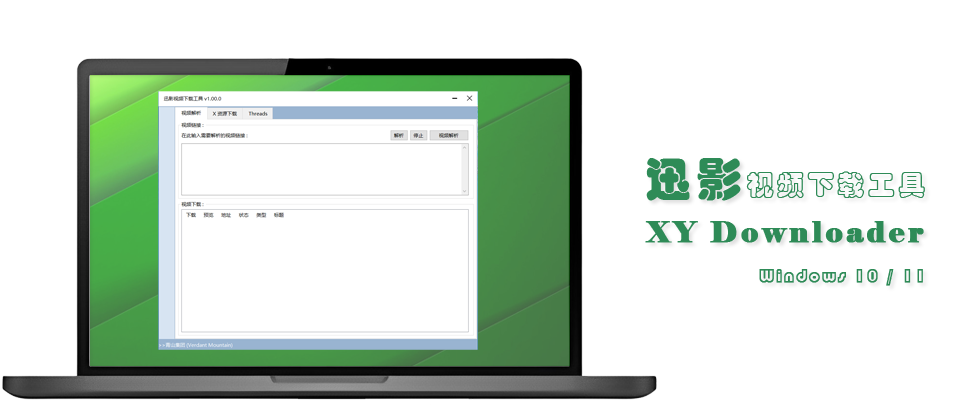 迅影视频下载工具 v1.00.0
视频解析 X 资源下载 Threads
视频链接：
在此输入需要解析的视频链接： 解析 停止 视频解析
视频下载：
下载 预览 地址 状态 类型 标题
>>青山集团 (Verdant Mountain)
迅影视频下载工具
XY Downloader
Windows 10 / 11